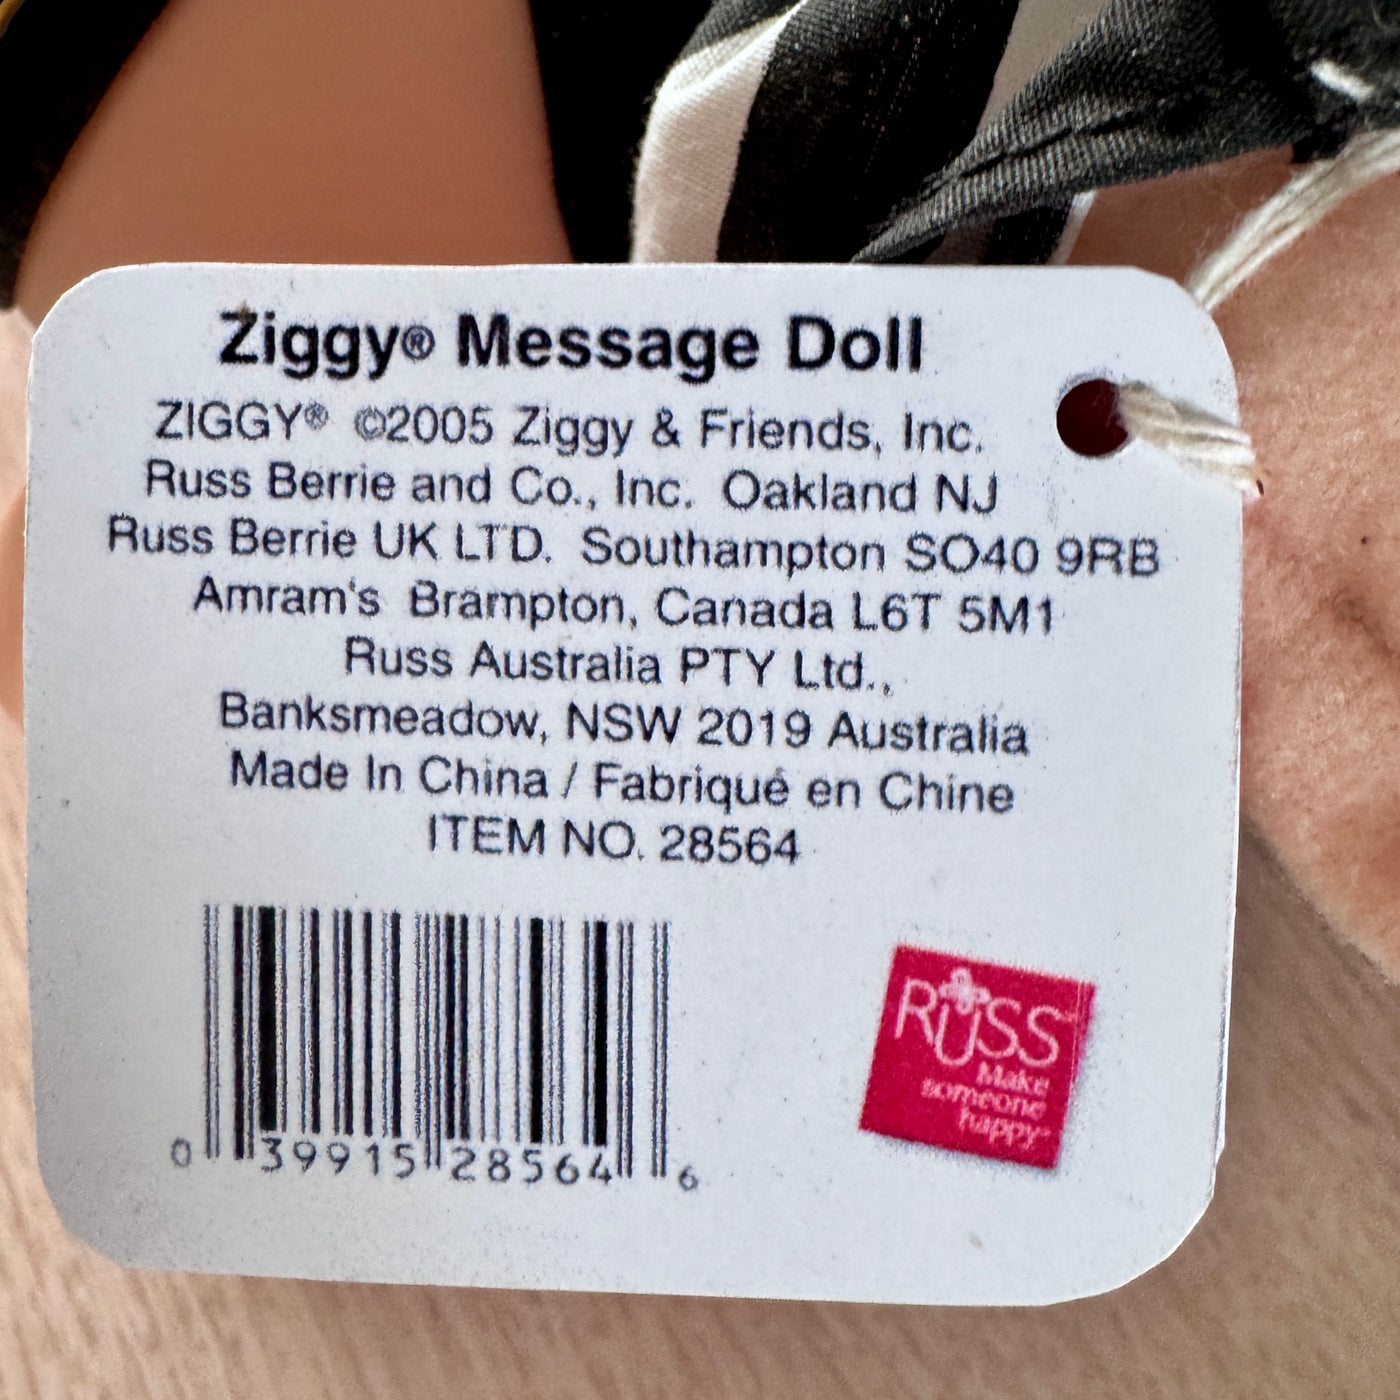 Ziggy® Message Doll
ZIGGY® ©2005 Ziggy & Friends, Inc.
Russ Berrie and Co., Inc. Oakland NJ
Russ Berrie UK LTD. Southampton SO40 9RB
Amram's Brampton, Canada L6T 5M1
Russ Australia PTY Ltd.,
Banksmeadow, NSW 2019 Australia
Made In China / Fabriqué en Chine
ITEM NO. 28564
0 39915 28564 6
RUSS™
Make
someone
happy®